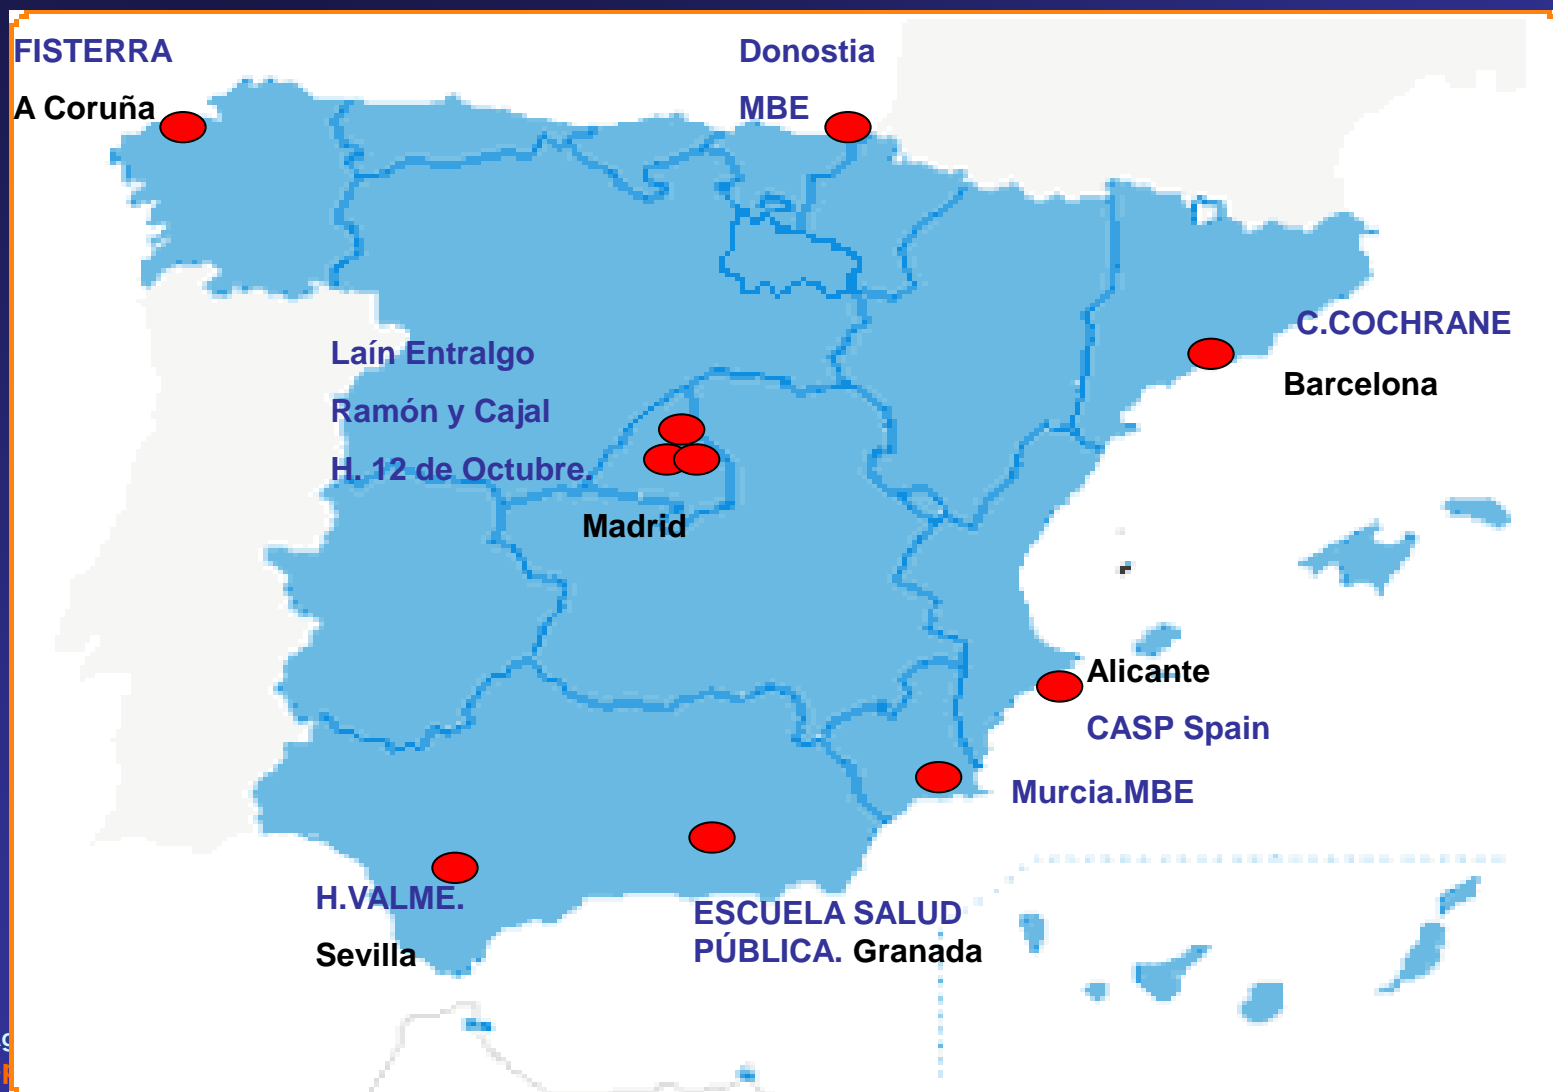 FISTERRA
A Coruña
Donostia
MBE
C.COCHRANE
Barcelona
Laín Entralgo
Ramón y Cajal
H. 12 de Octubre.
Madrid
Alicante
CASP Spain
Murcia.MBE
H.VALME.
Sevilla
ESCUELA SALUD
PÚBLICA. Granada